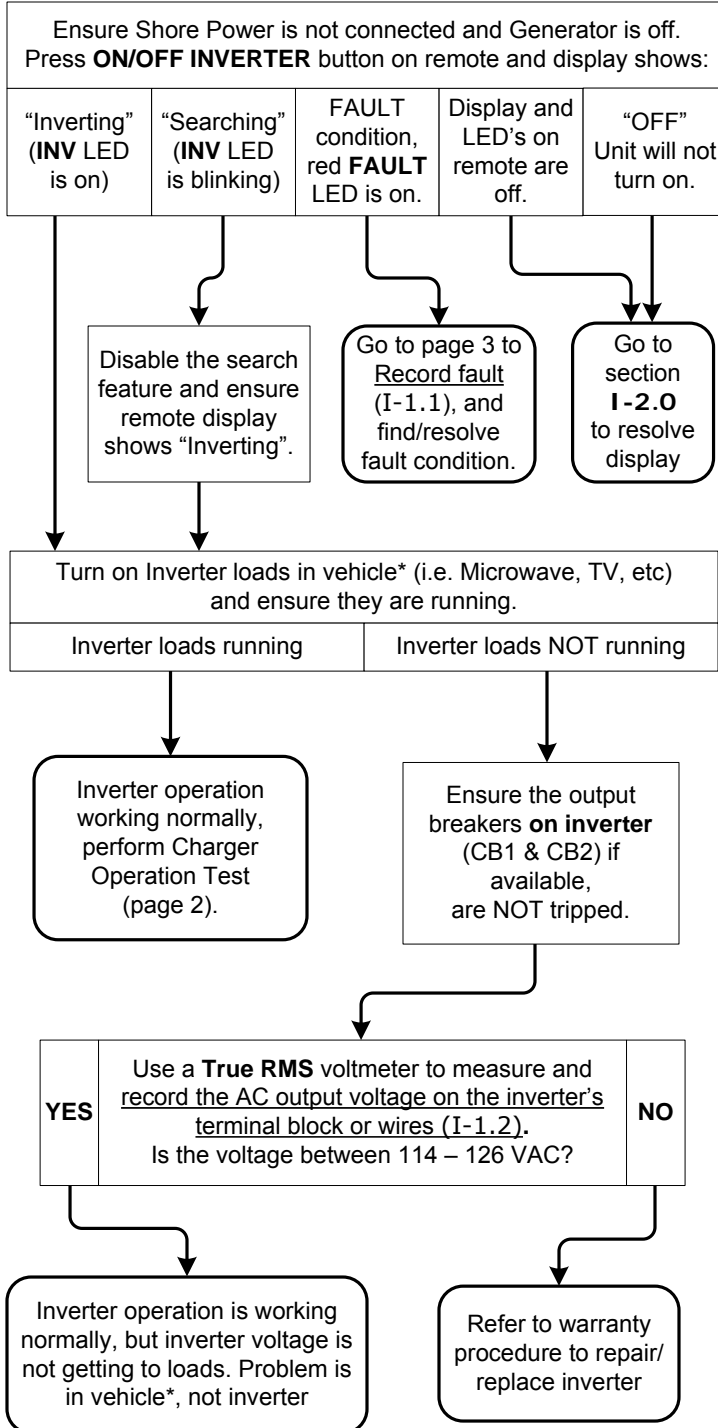 Ensure Shore Power is not connected and Generator is off.
Press ON/OFF INVERTER button on remote and display shows:
“Inverting”
(INV LED
is on)
“Searching”
(INV LED
is blinking)
FAULT
condition,
red FAULT
LED is on.
Display and
LED’s on
remote are
off.
“OFF”
Unit will not
turn on.
Disable the search
feature and ensure
remote display
shows “Inverting”.
Go to page 3 to
Record fault
(I-1.1), and
find/resolve
fault condition.
Go to
section
I-2.0
to resolve
display
Turn on Inverter loads in vehicle* (i.e. Microwave, TV, etc)
and ensure they are running.
Inverter loads running
Inverter loads NOT running
Inverter operation
working normally,
perform Charger
Operation Test
(page 2).
Ensure the output
breakers on inverter
(CB1 & CB2) if
available,
are NOT tripped.
YES
Use a True RMS voltmeter to measure and
record the AC output voltage on the inverter’s
terminal block or wires (I-1.2).
Is the voltage between 114 – 126 VAC?
NO
Inverter operation is working
normally, but inverter voltage is
not getting to loads. Problem is
in vehicle*, not inverter
Refer to warranty
procedure to repair/
replace inverter